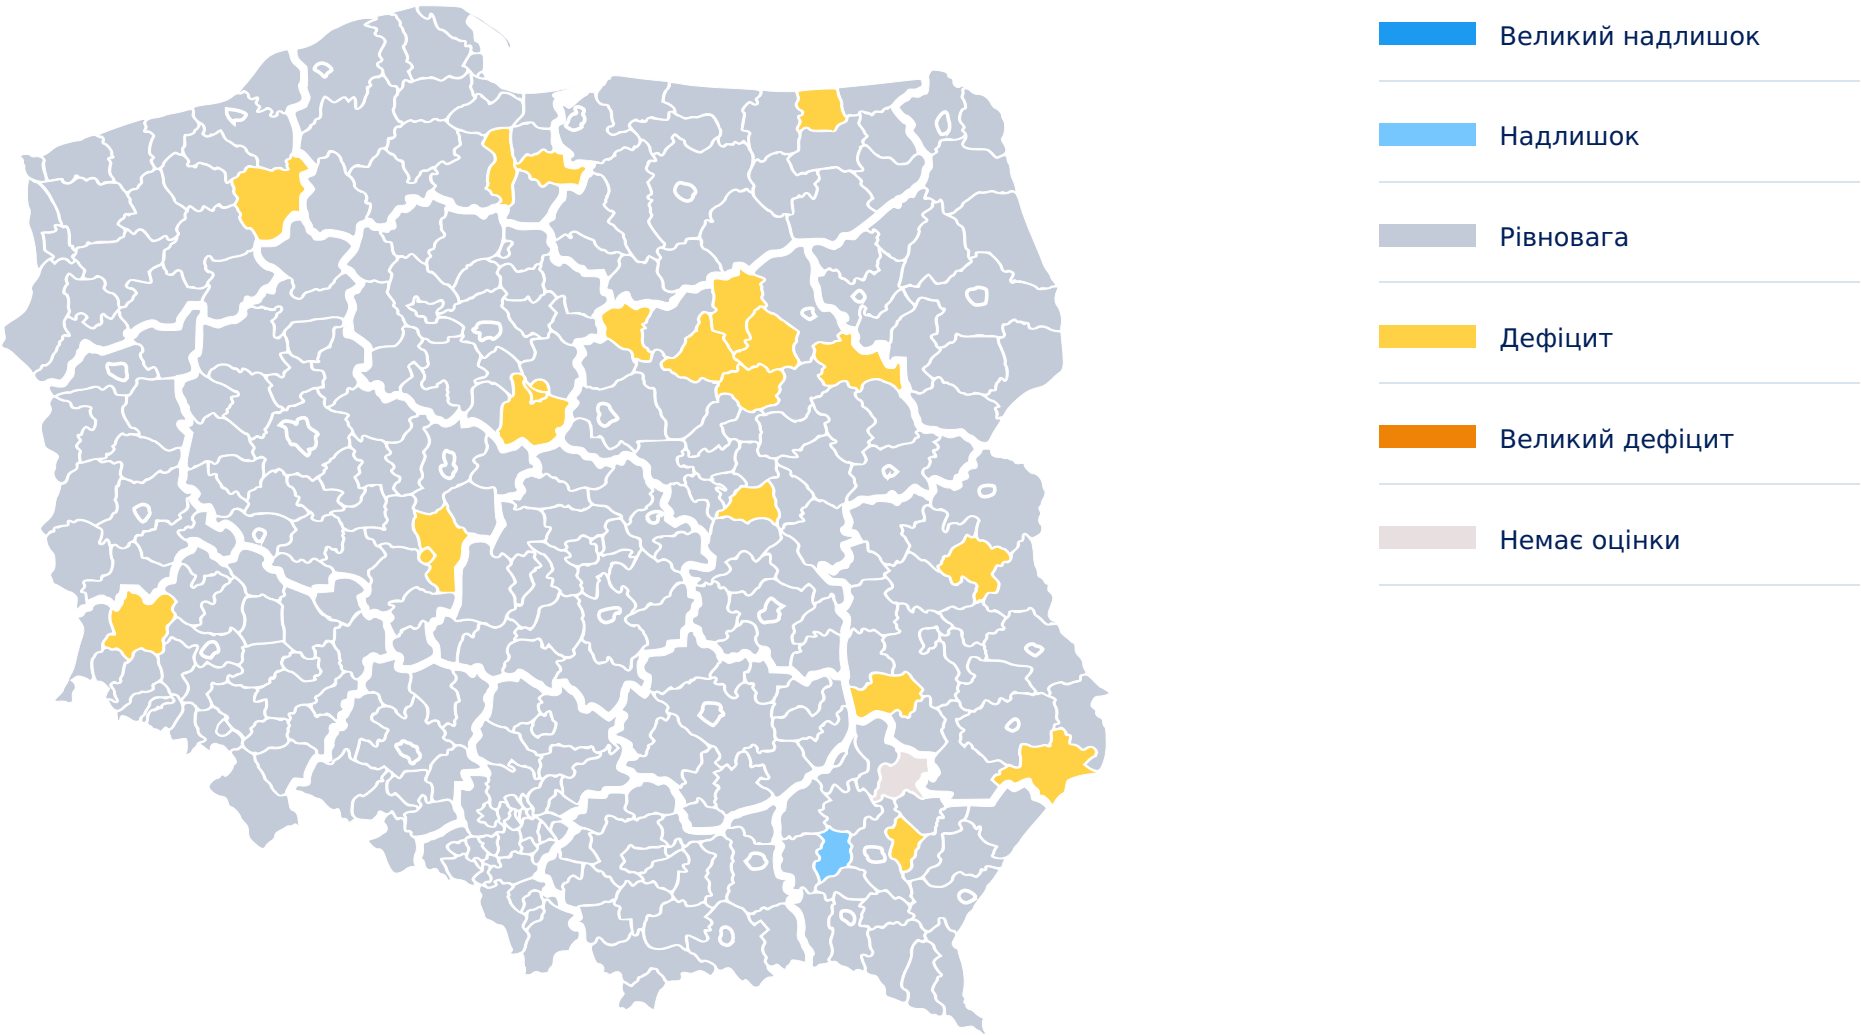 Великий надлишок
Надлишок
Рівновага
Дефіцит
Великий дефіцит
Немає оцінки